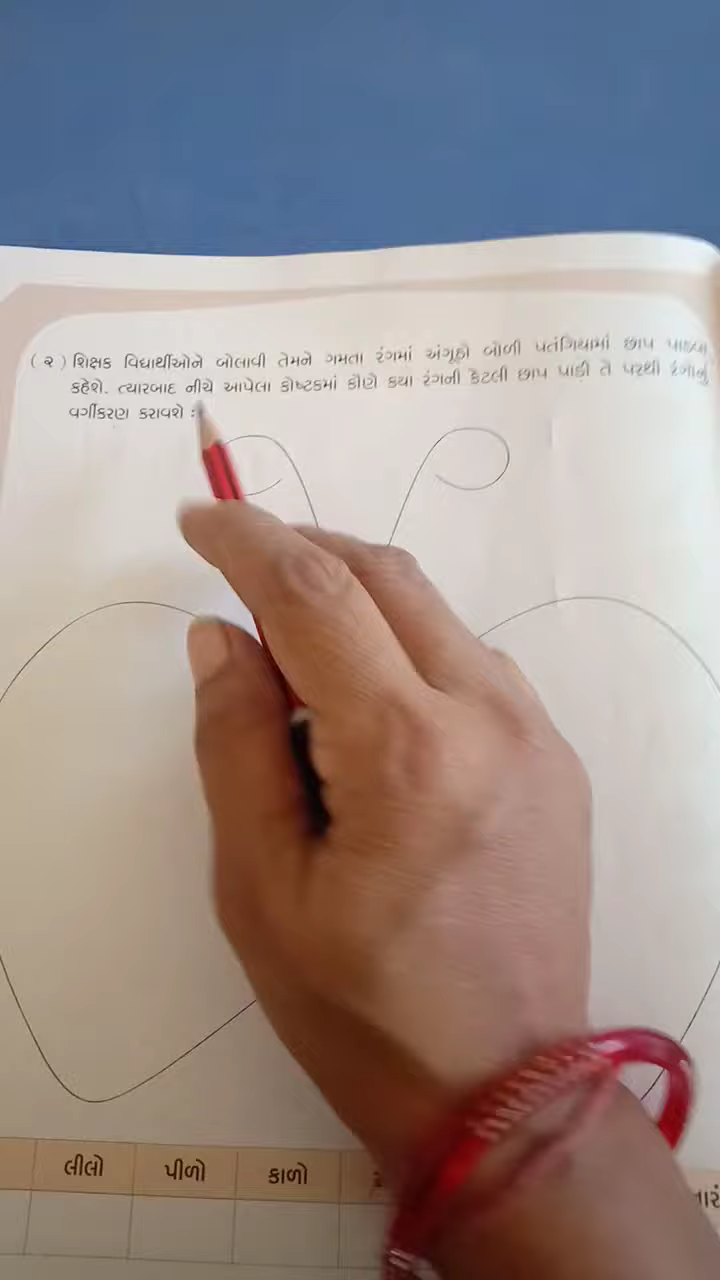 (૨) શિક્ષક વિદ્યાર્થીઓને બોલાવી તેમને ગમતા રંગમાં અંગૂઠો બોળી પતંગિયામાં છાપ પાડવા
કહેશે. ત્યારબાદ નીચે આપેલા કોષ્ટકમાં કોણે કયા રંગની કેટલી છાપ પાડી તે પરથી રંગોનું
વર્ગીકરણ કરાવશે :
લીલો પીળો કાળો